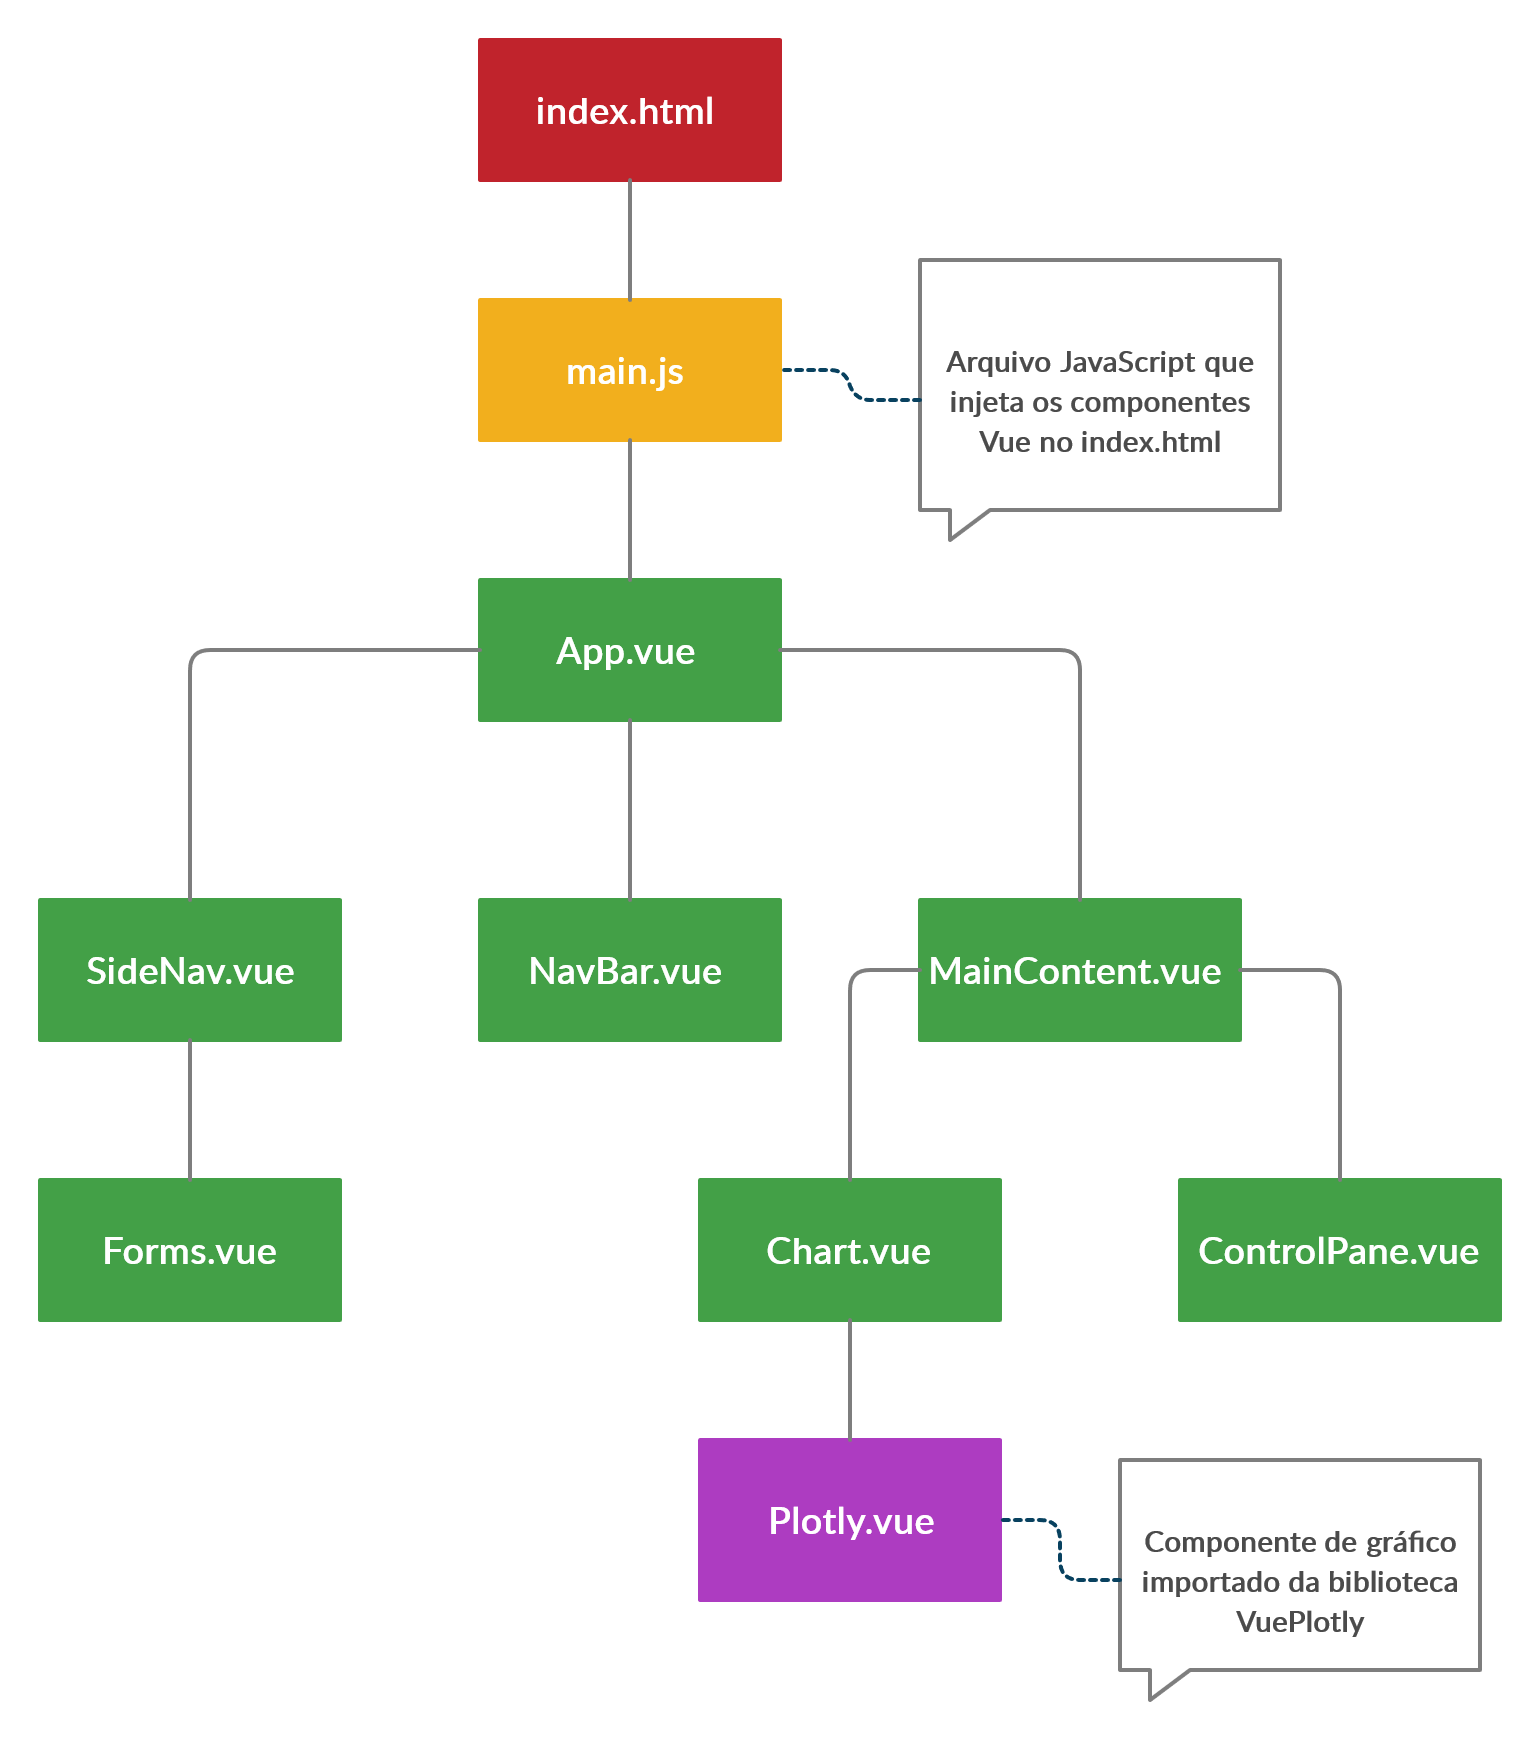 index.html
main.js
Arquivo JavaScript que
injeta os componentes
Vue no index.html
App.vue
SideNav.vue
NavBar.vue
MainContent.vue
Forms.vue
Chart.vue
ControlPane.vue
Plotly.vue
Componente de gráfico
importado da biblioteca
VuePlotly